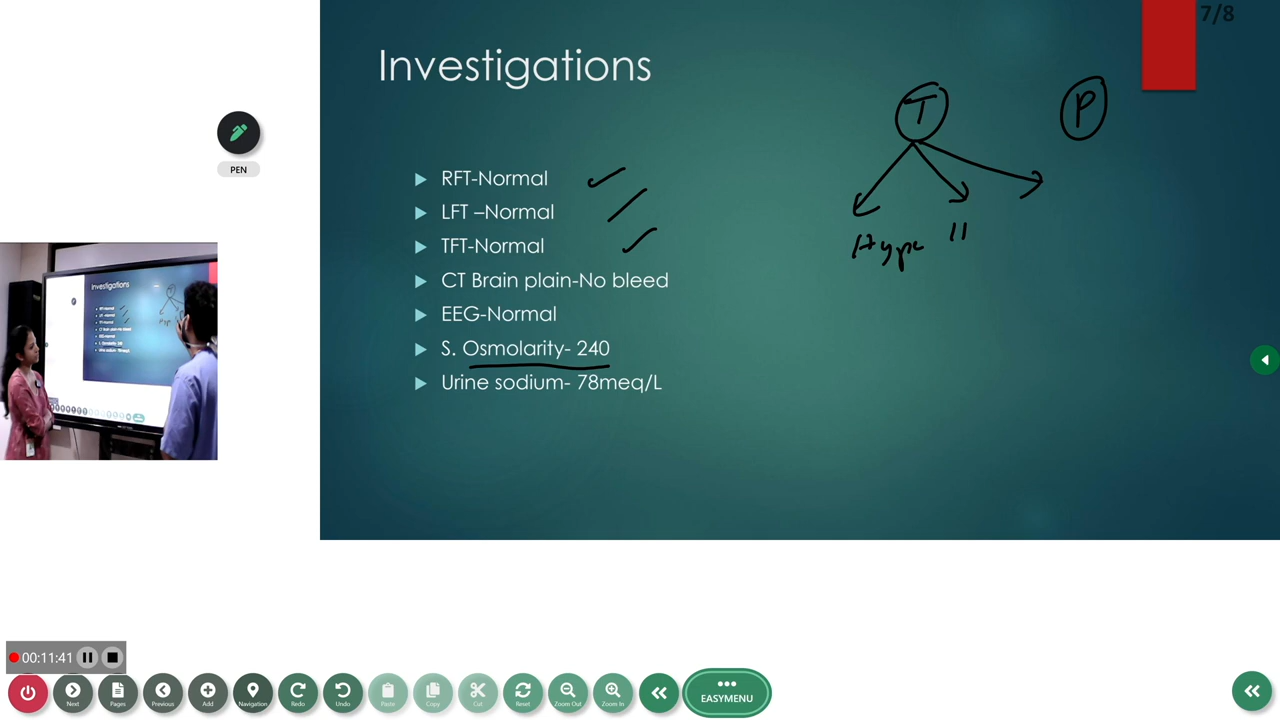 7/8
Investigations
T
P
PEN
RFT-Normal
LFT –Normal
TFT-Normal
Hype
CT Brain plain-No bleed
EEG-Normal
S. Osmolarity- 240
Urine sodium- 78meq/L
Investigations
00:11:41
Next
Pages
Previous
Add
Navigation
Redo
Undo
Paste
Copy
Cut
Reset
Zoom Out
Zoom In
EASYMENU